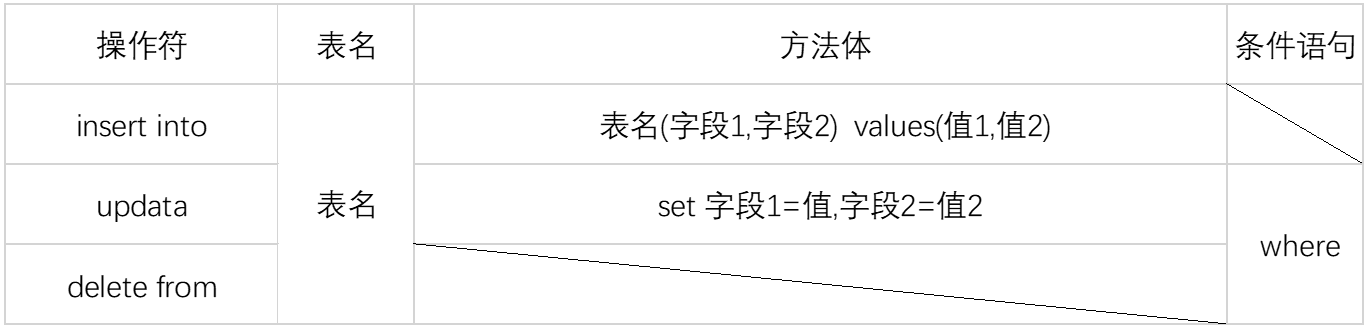 操作符 表名 方法体 条件语句
insert into 表名(字段1,字段2) values(值1,值2)
updata 表名 set 字段1=值,字段2=值2
where
delete from